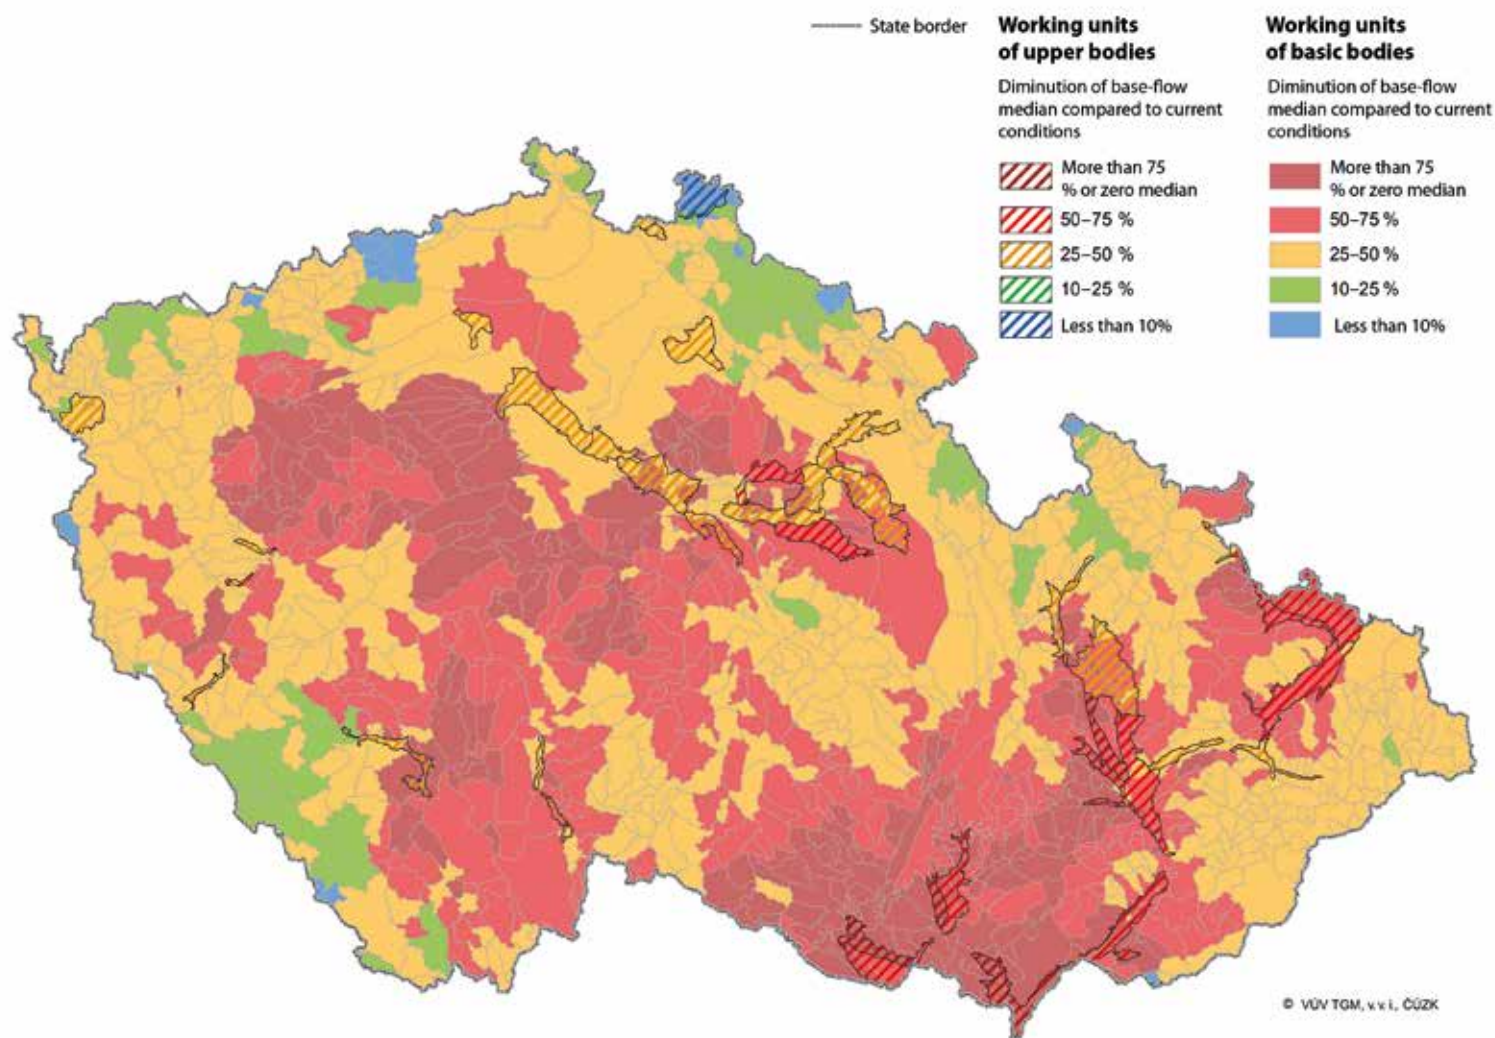 State border
Working units
of upper bodies
Diminution of base-flow
median compared to current
conditions
More than 75
% or zero median
50–75 %
25–50 %
10–25 %
Less than 10%
Working units
of basic bodies
Diminution of base-flow
median compared to current
conditions
More than 75
% or zero median
50–75 %
25–50 %
10–25 %
Less than 10%
© VÚV TGM, v.v.i., ČÚZK